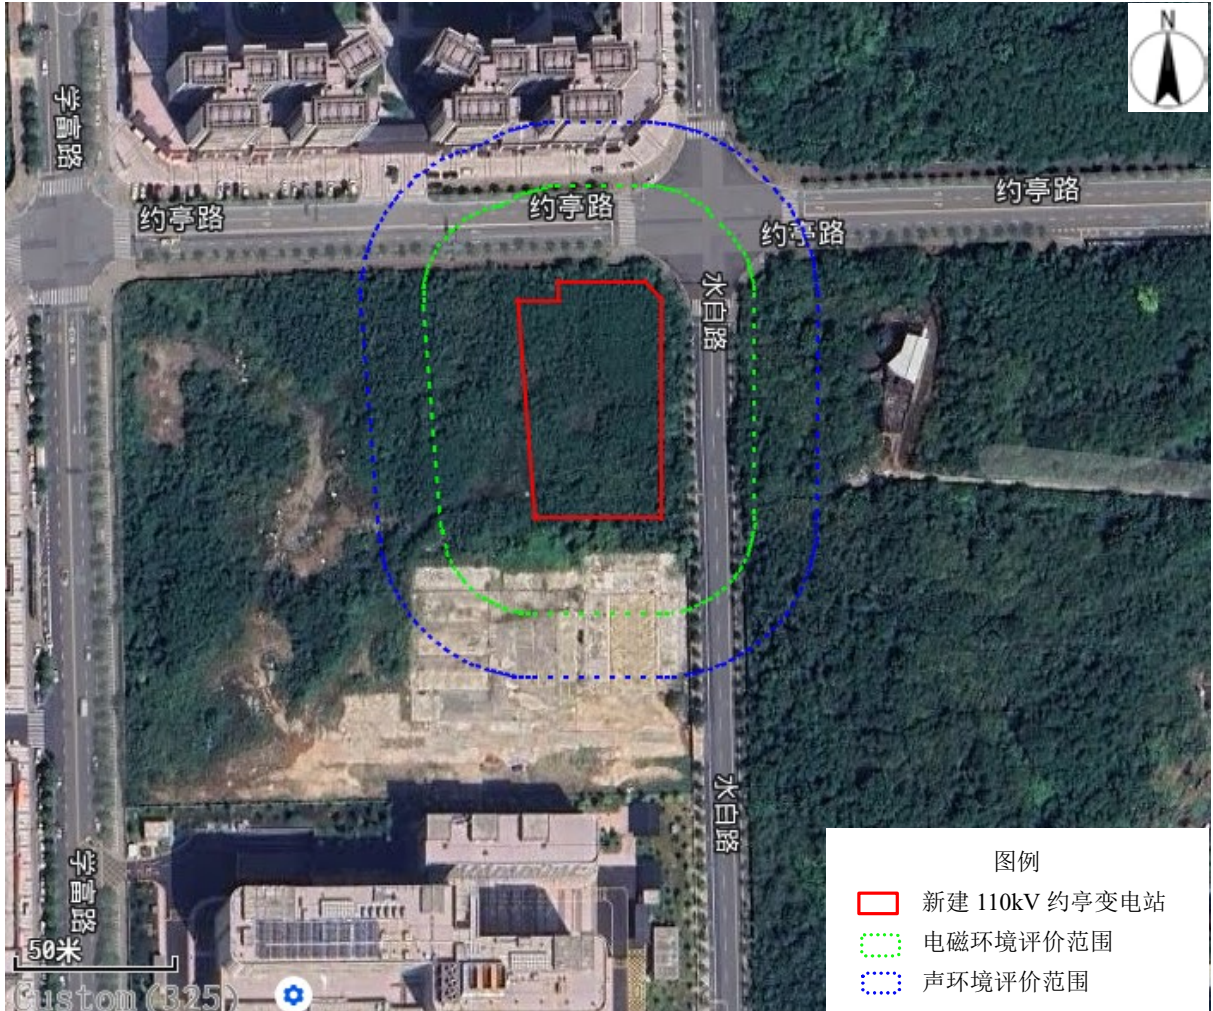 N
学富路
约亭路
约亭路
约亭路
约亭路
水白路
水白路
学富路
50米
Custom(325)
图例
新建 110kV 约亭变电站
电磁环境评价范围
声环境评价范围